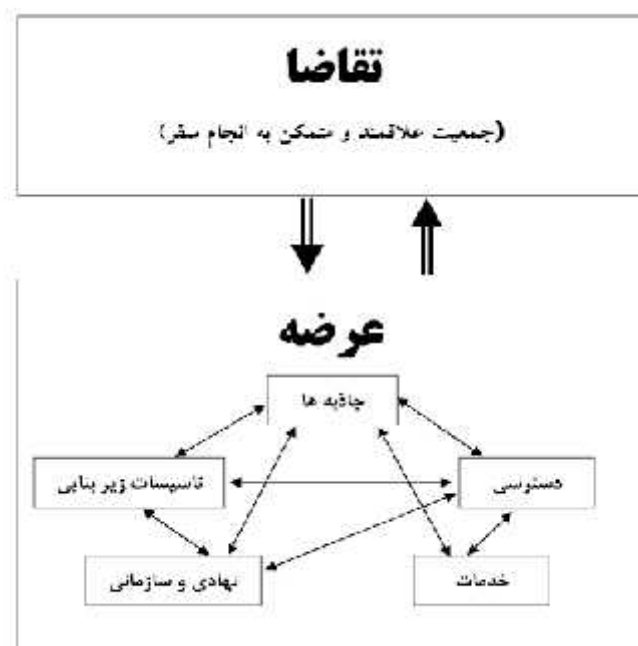 تقاضا
(جمعیت علاقمند و متمکن به انجام سفر)
عرضه
جاذبه ها
دسترسی
تاسیسات زیر بنایی
خدمات
نهادی و سازمانی